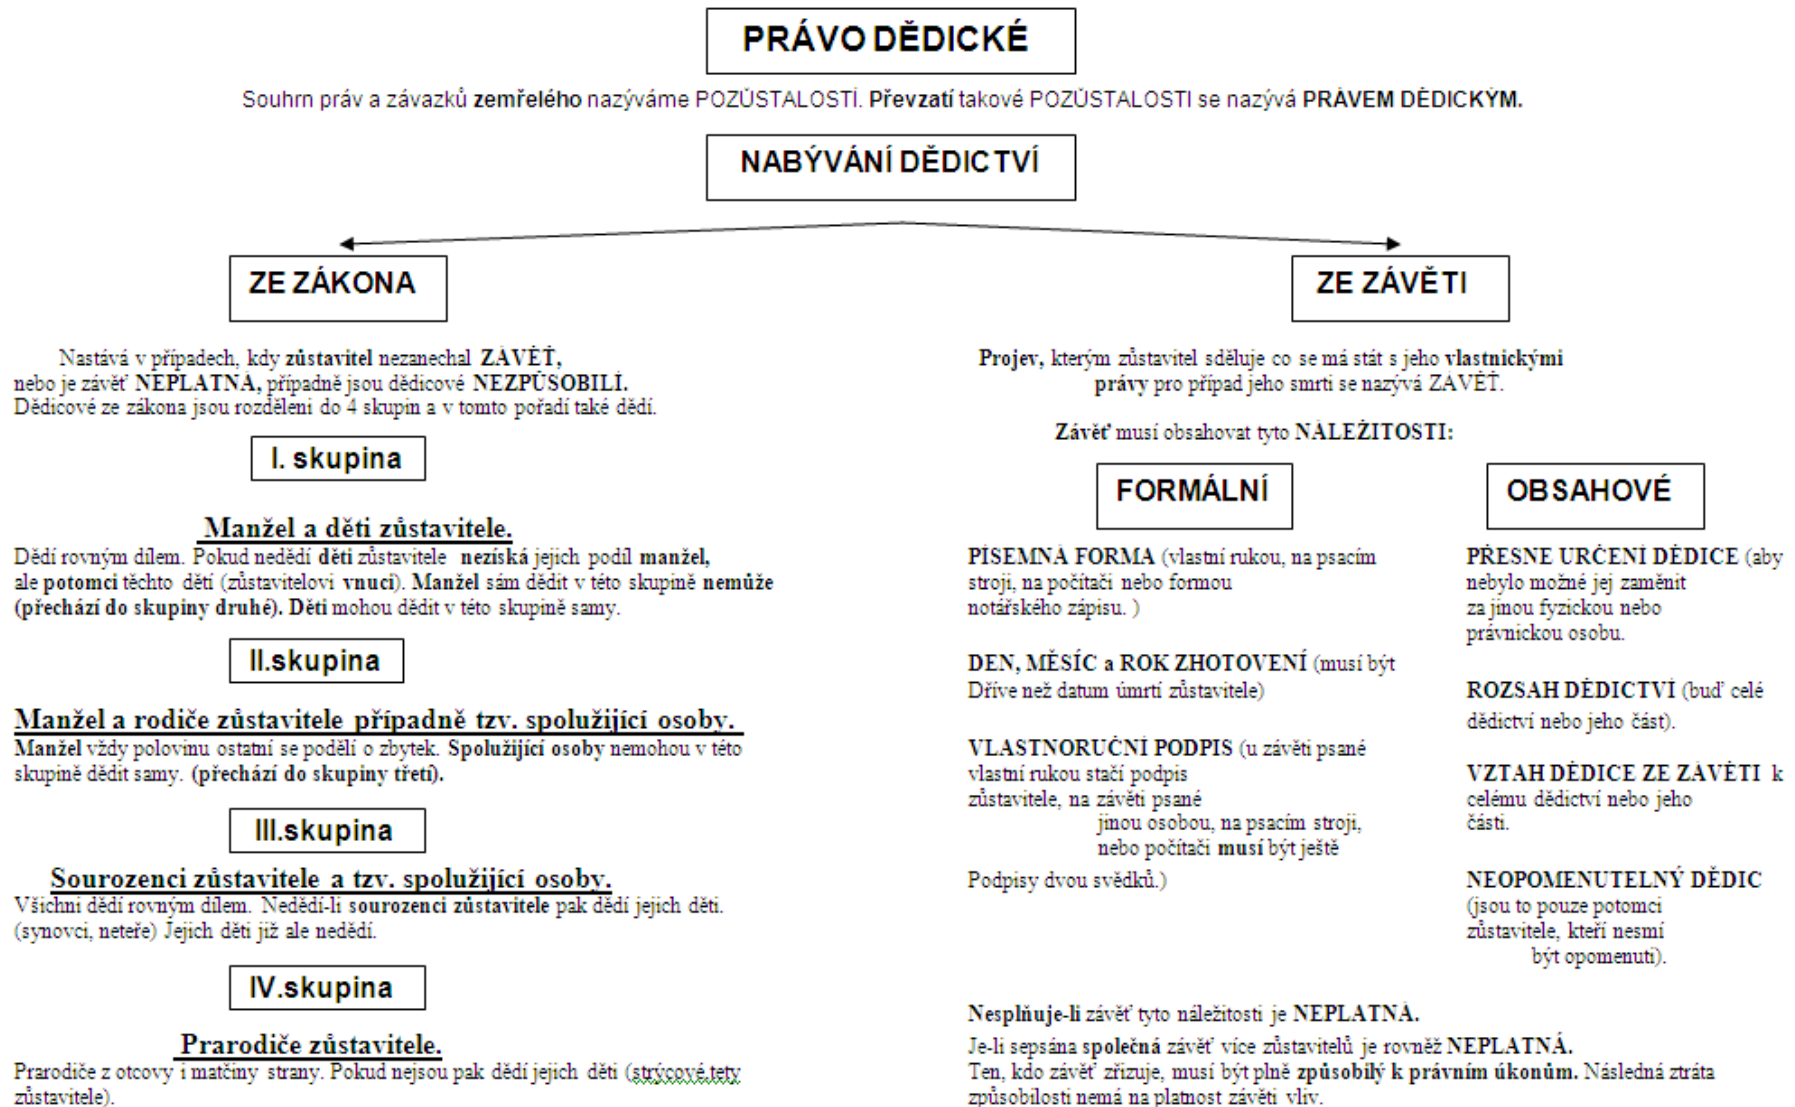 PRÁVO DĚDICKÉ
Souhrn práv a závazků zemřelého nazýváme POZŮSTALOSTÍ. Převzatí takové POZŮSTALOSTI se nazývá PRÁVEM DĚDICKÝM.
NABÝVÁNÍ DĚDICTVÍ
ZE ZÁKONA
Nastává v případech, kdy zůstavitel nezanechal ZÁVĚŤ,
nebo je závěť NEPLATNÁ, případně jsou dědicové NEZPŮSOBILÍ.
Dědicové ze zákona jsou rozděleni do 4 skupin a v tomto pořadí také dědí.
I. skupina
Manžel a děti zůstavitele.
Dědí rovným dílem. Pokud nedědí děti zůstavitele nezíská jejich podíl manžel,
ale potomci těchto dětí (zůstavitelovi vnuci). Manžel sám dědit v této skupině nemůže
(přechází do skupiny druhé). Děti mohou dědit v této skupině samy.
II.skupina
Manžel a rodiče zůstavitele případně tzv. spolužijící osoby.
Manžel vždy polovinu ostatní se podělí o zbytek. Spolužijící osoby nemohou v této
skupině dědit samy. (přechází do skupiny třetí).
III.skupina
Sourozenci zůstavitele a tzv. spolužijící osoby.
Všichni dědí rovným dílem. Nedědí-li sourozenci zůstavitele pak dědí jejich děti.
(synovci, neteře) Jejich děti již ale nedědí.
IV.skupina
Prarodiče zůstavitele.
Prarodiče z otcovy i matčiny strany. Pokud nejsou pak dědí jejich děti (strýcové,tety
zůstavitele).
ZE ZÁVĚTI
Projev, kterým zůstavitel sděluje co se má stát s jeho vlastnickými
právy pro případ jeho smrti se nazývá ZÁVĚŤ.
Závěť musí obsahovat tyto NÁLEŽITOSTI:
FORMÁLNÍ
PÍSEMNÁ FORMA (vlastní rukou, na psacím
stroji, na počítači nebo formou
notářského zápisu. )
DEN, MĚSÍC a ROK ZHOTOVENÍ (musí být
Dříve než datum úmrtí zůstavitele)
VLASTNORUČNÍ PODPIS (u závěti psané
vlastní rukou stačí podpis
zůstavitele, na závěti psané
jinou osobou, na psacím stroji,
nebo počítači musí být ještě
Podpisy dvou svědků.)
OBSAHOVÉ
PŘESNE URČENÍ DĚDICE (aby
nebylo možné jej zaměnit
za jinou fyzickou nebo
právnickou osobu.
ROZSAH DĚDICTVÍ (buď celé
dědictví nebo jeho část).
VZTAH DĚDICE ZE ZÁVĚTI k
celému dědictví nebo jeho
části.
NEOPOMENUTELNÝ DĚDIC
(jsou to pouze potomci
zůstavitele, kteří nesmí
být opomenuti).
Nesplňuje-li závěť tyto náležitosti je NEPLATNÁ.
Je-li sepsána společná závěť více zůstavitelů je rovněž NEPLATNÁ.
Ten, kdo závěť zřizuje, musí být plně způsobilý k právním úkonům. Následná ztráta
způsobilosti nemá na platnost závěti vliv.